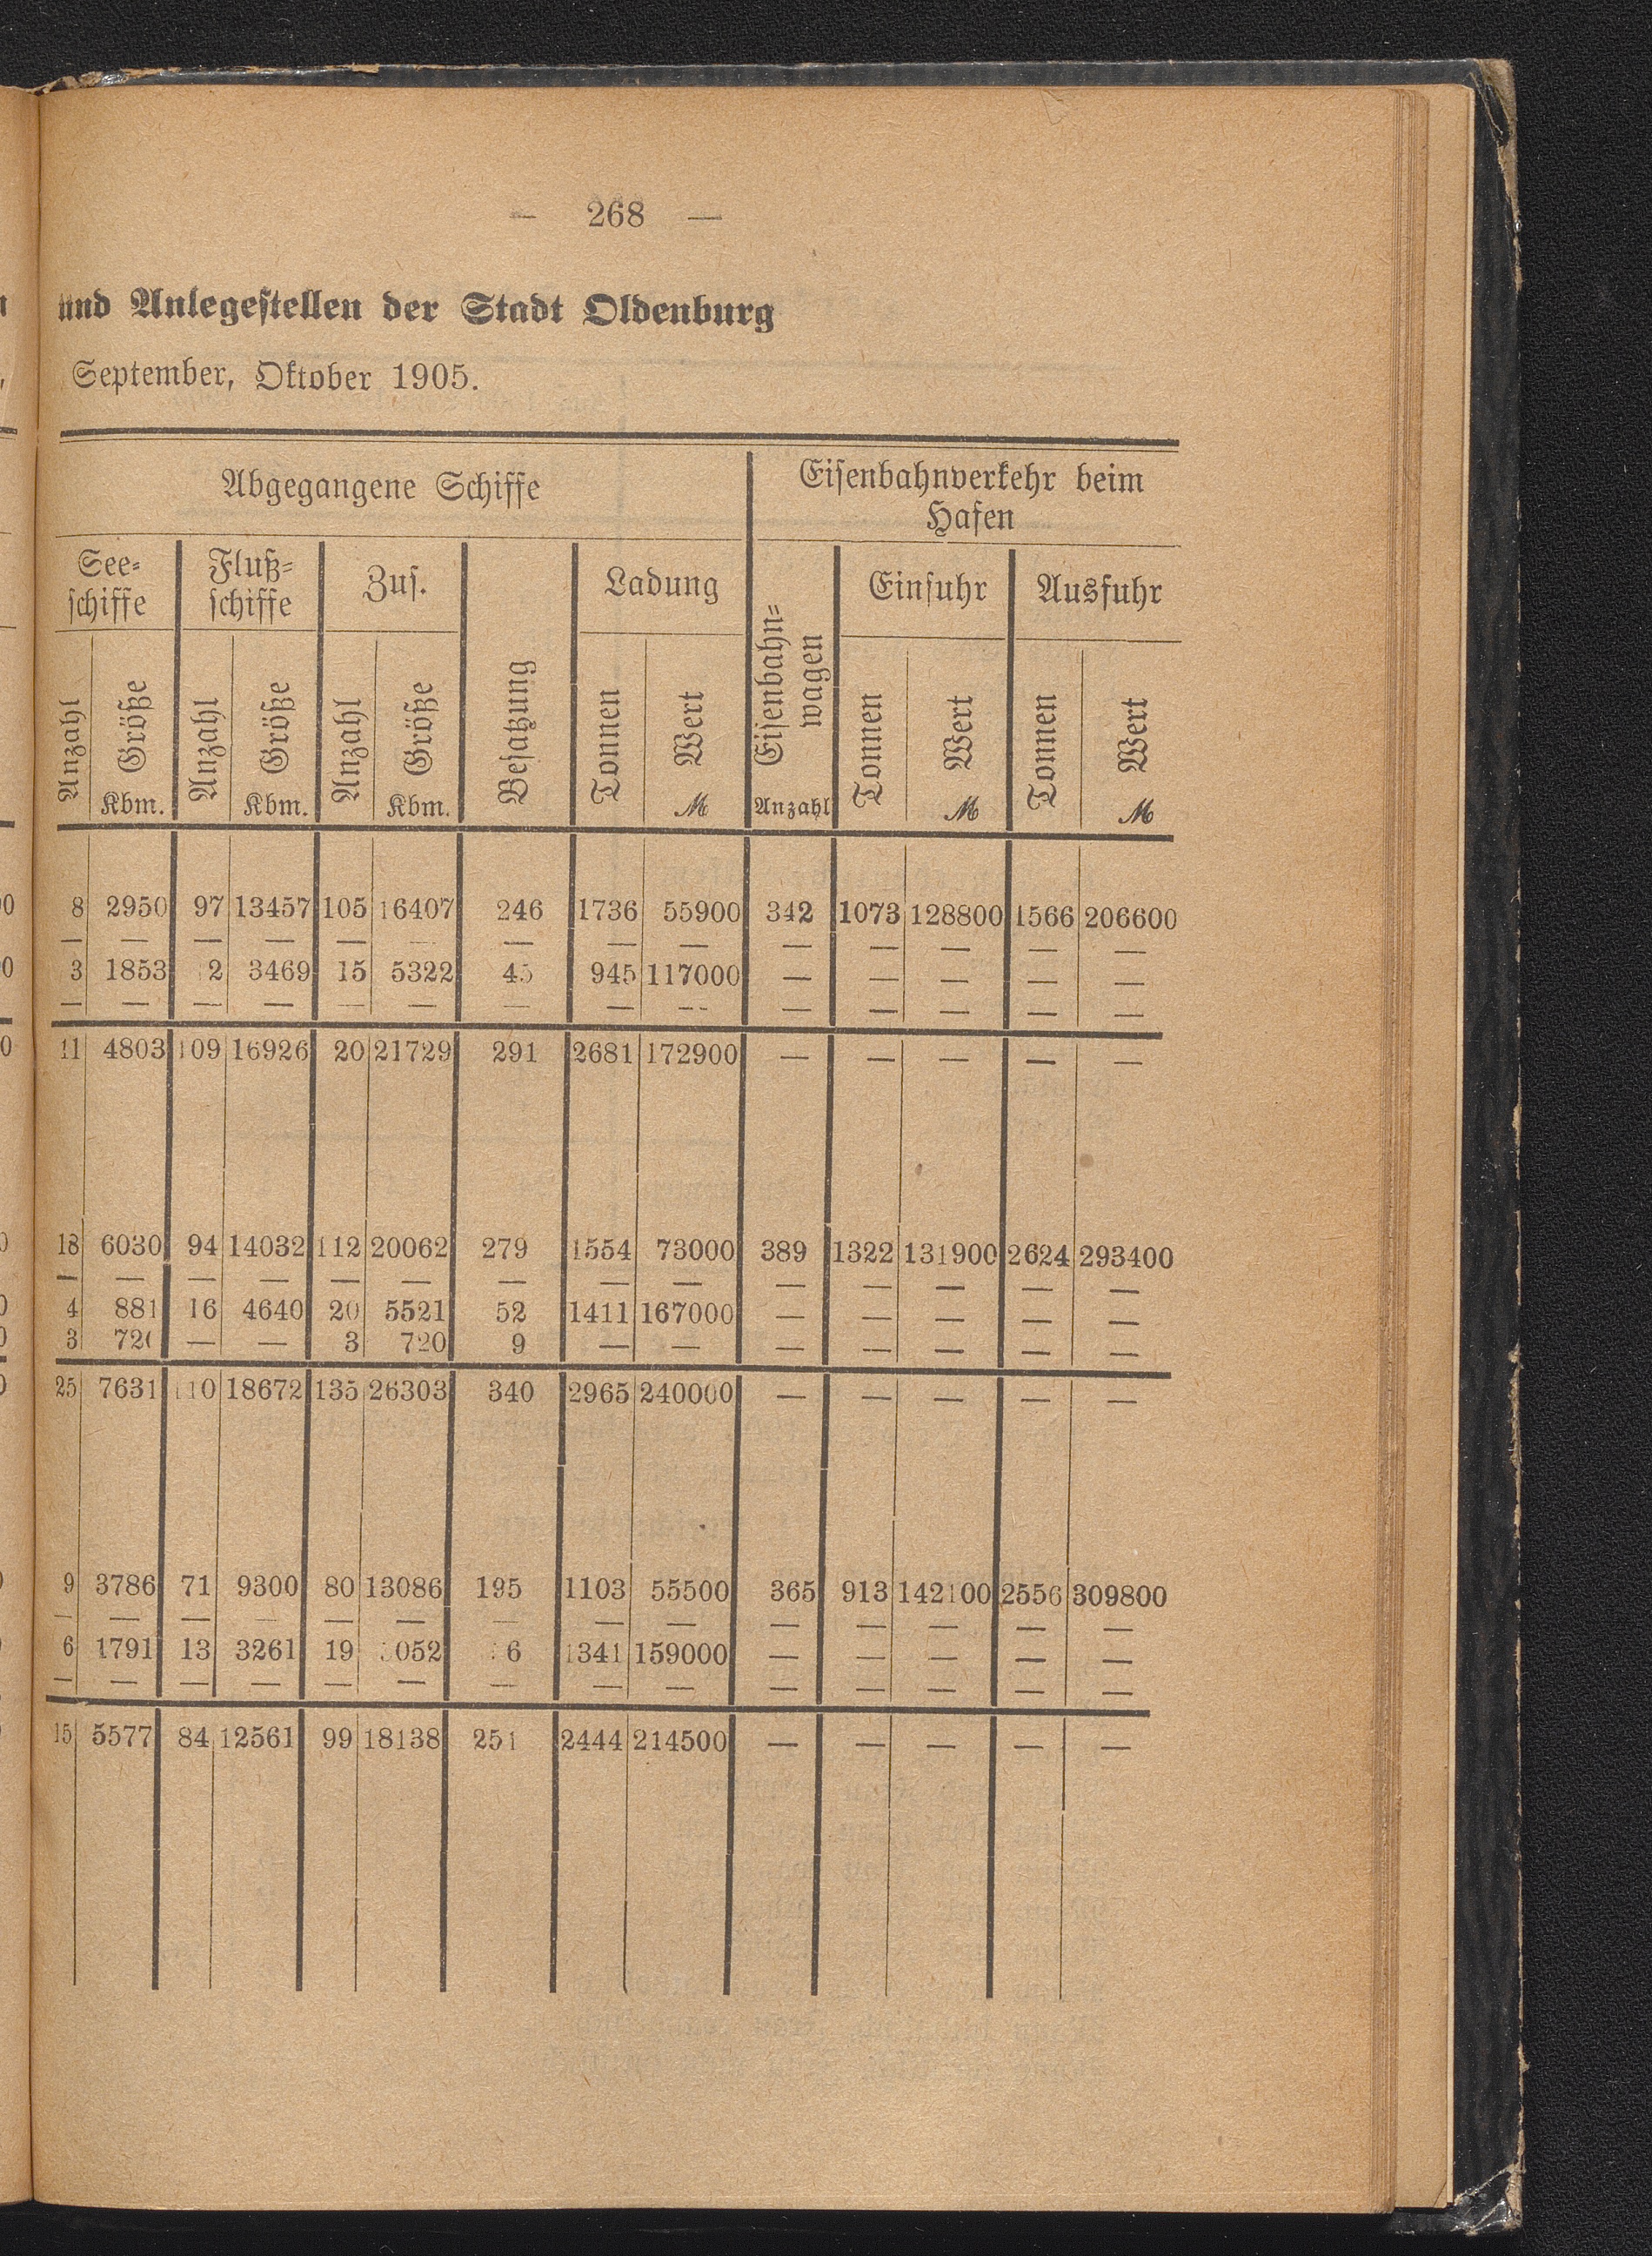 — 268 —
und Anlegestellen der Stadt Oldenburg
September, Oktober 1905.
Abgegangene Schiffe
Eisenbahnverkehr beim
Hafen
See=
schiffe
Fluß=
schiffe
Zus.
Besatzung
Ladung
Eisenbahn=
wagen
Einfuhr
Ausfuhr
Anzahl Größe Anzahl Größe Anzahl Größe Tonnen Wert Tonnen Wert Tonnen Wert
Kbm. Kbm. Kbm. M Anzahl M M
8 2950 97 13457 105 16407 246 1736 55900 342 1073 128800 1566 206600
— — — — — — — — — — — — — —
3 1853 2 3469 15 5322 45 945 117000 — — — — —
— — — — — — — — — — — — — —
11 4803 109 16926 20 21729 291 2681 172900 — — — — —
18 6030 94 14032 112 20062 279 1554 73000 389 1322 131900 2624 293400
— — — — — — — — — — — — — —
4 881 16 4640 20 5521 52 1411 167000 — — — — —
3 720 — — 3 720 9 — — — — — — —
25 7631 110 18672 135 26303 340 2965 240000 — — — — —
9 3786 71 9300 80 13086 195 1103 55500 365 913 142100 2556 309800
— — — — — — — — — — — — — —
6 1791 13 3261 19 052 6 1341 159000 — — — — —
— — — — — — — — — — — — — —
15 5577 84 12561 99 18138 251 2444 214500 — — — — —